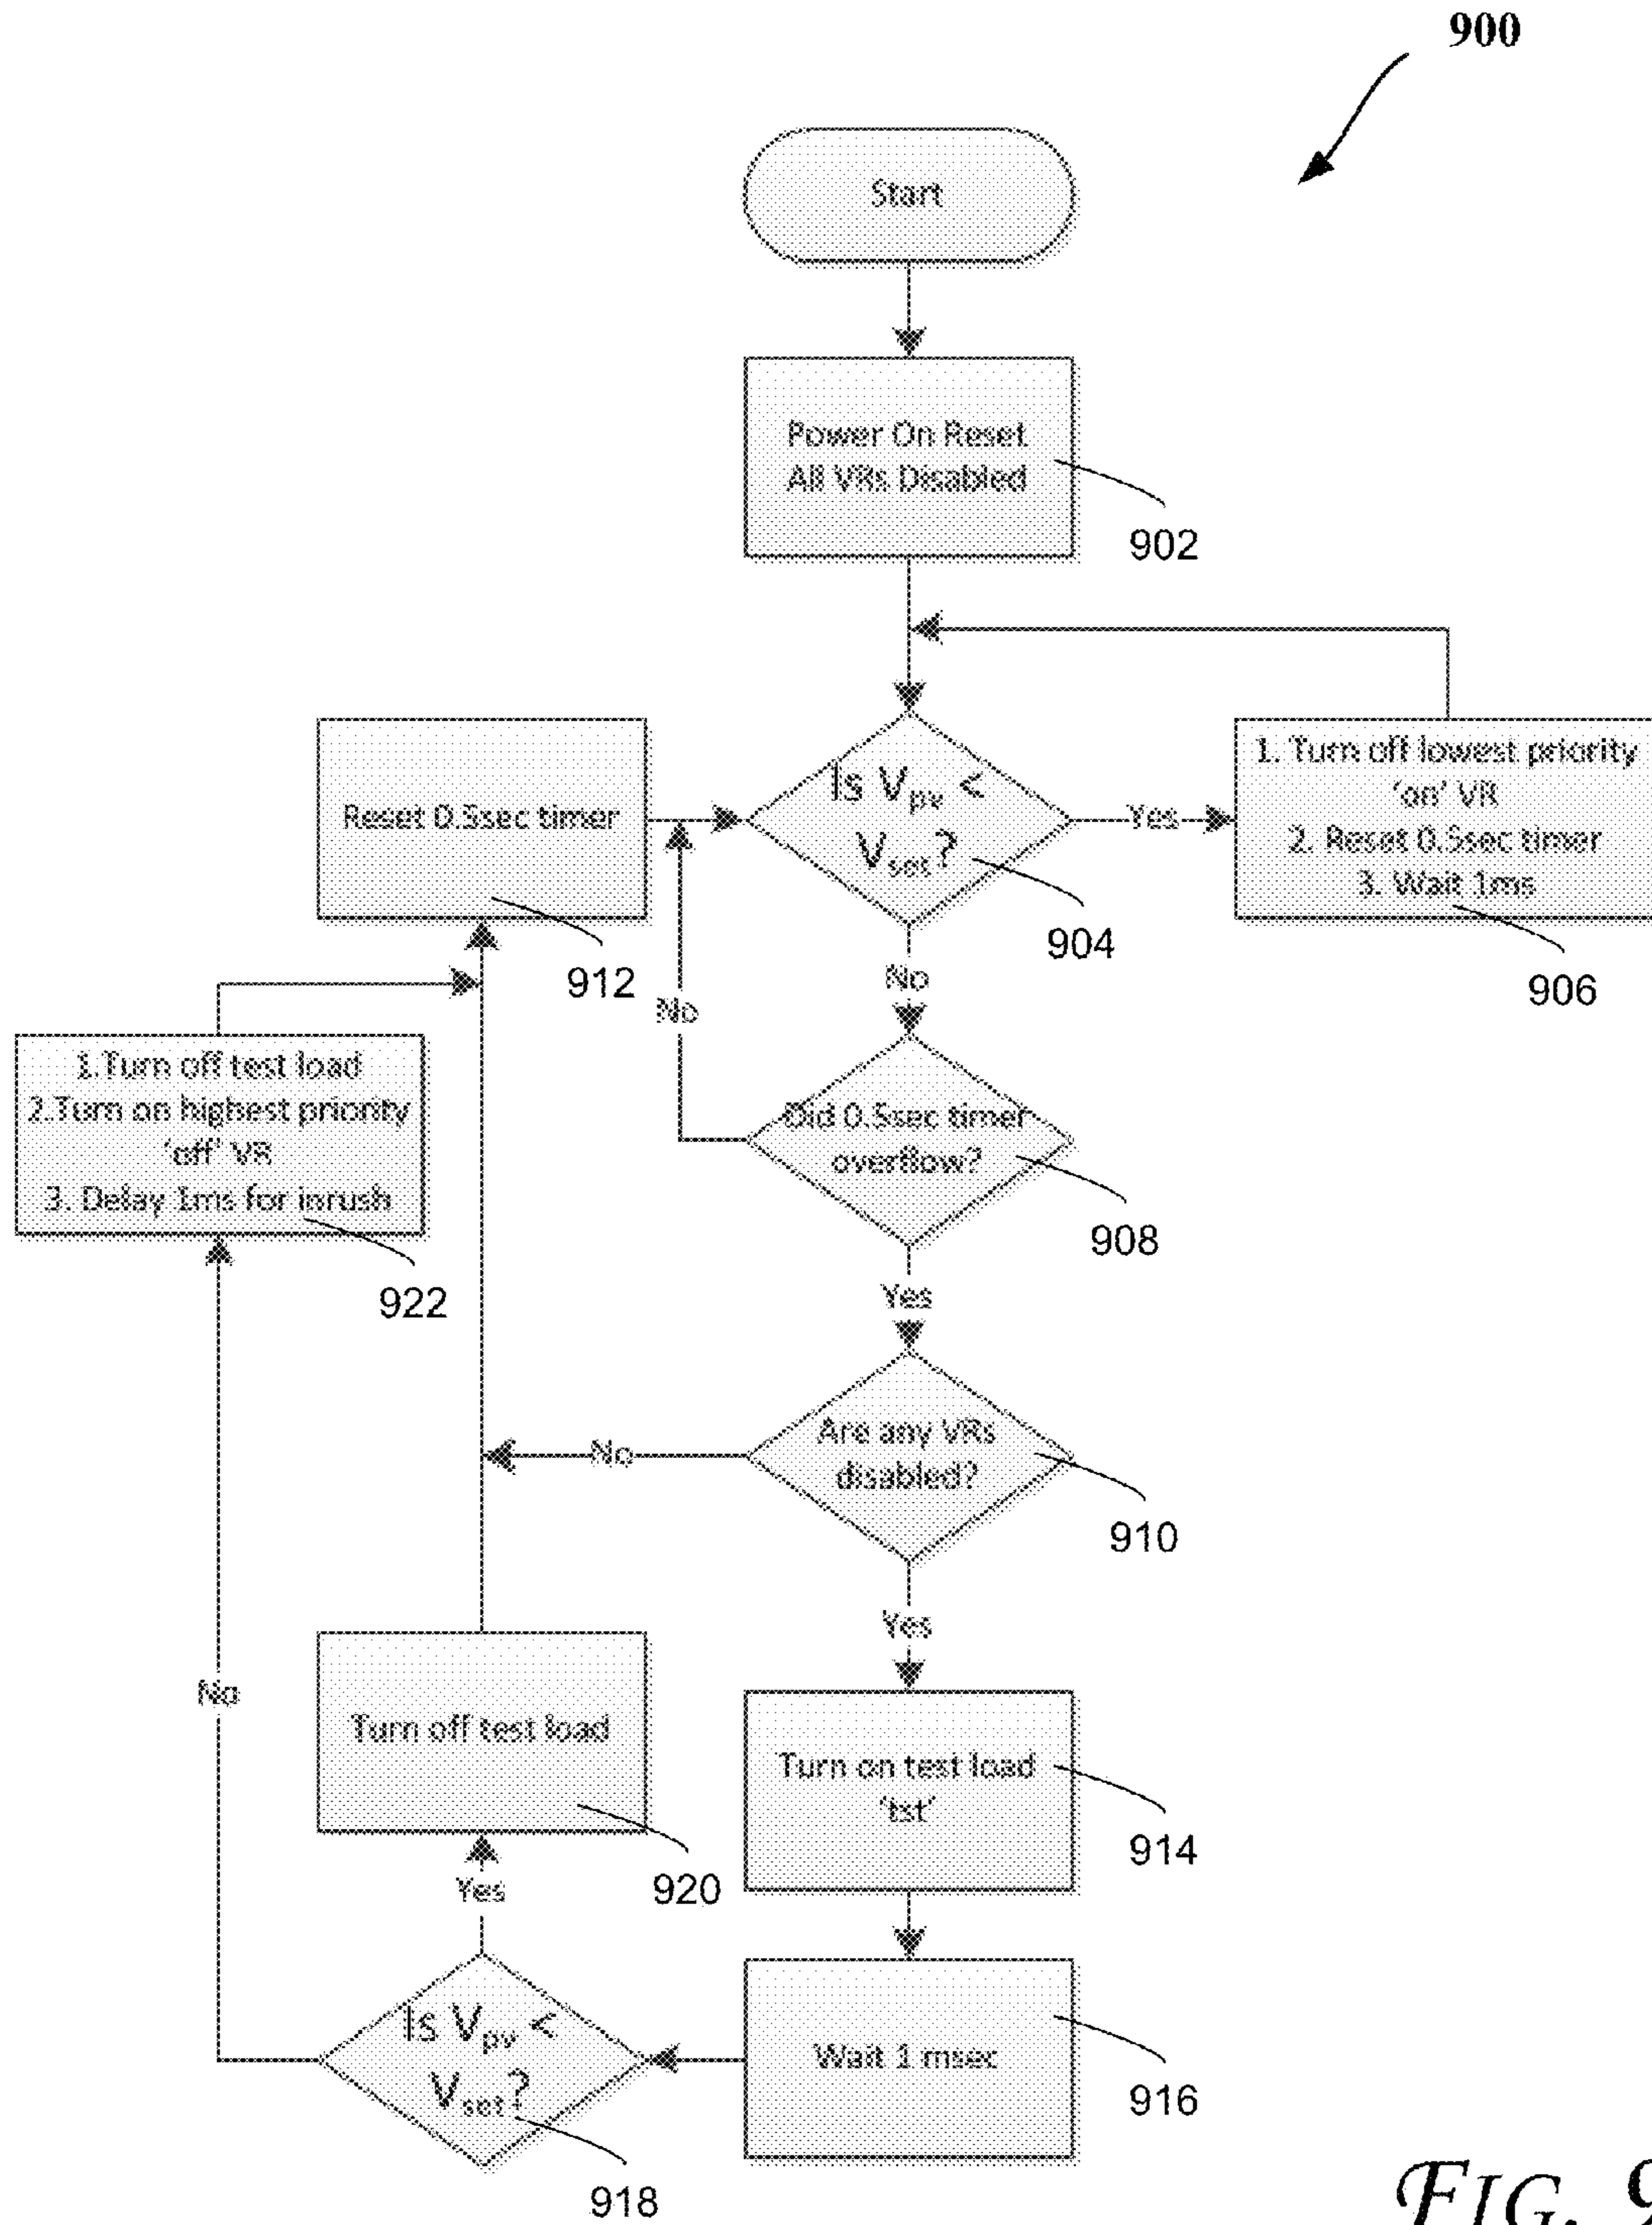 900
Start
Power On Reset
All VRs Disabled
902
Reset 0.5sec timer
912
Is Vpv <
Vset?
904
Yes
1. Turn off lowest priority
‘on’ VR
2. Reset 0.5sec timer
3. Wait 1ms
906
No
No
1.Turn off test load
2.Turn on highest priority
‘off’ VR
3. Delay 1ms for inrush
922
Did 0.5sec timer
overflow?
908
Yes
Are any VRs
disabled?
910
No
Yes
No
Turn off test load
920
Turn on test load
‘tst’
914
Yes
Is Vpv <
Vset?
918
Wait 1 msec
916
FIG. 9